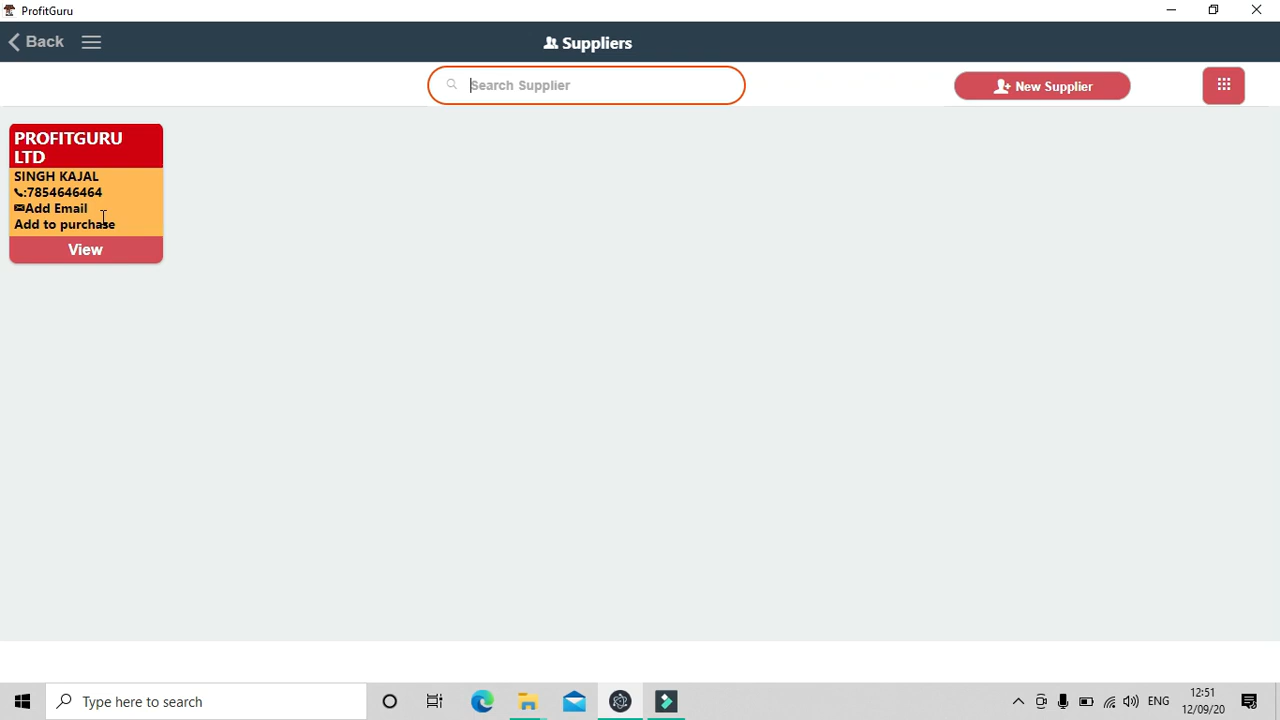 ProfitGuru
Back
Suppliers
Search Supplier
New Supplier
PROFITGURU
LTD
SINGH KAJAL
:7854646464
Add Email
Add to purchase
View
Type here to search
ENG
12:51
12/09/20